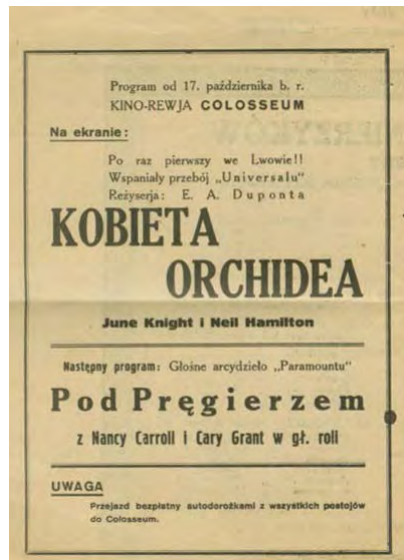 Program od 17. października b. r.
KINO-REWJA COLOSSEUM
Na ekranie:
Po raz pierwszy we Lwowie!!
Wspaniały przebój „Universalu"
Reżyserja: E. A. Duponta
KOBIETA
ORCHIDEA
June Knight i Neil Hamilton
Następny program: Głośne arcydzieło „Paramountu"
Pod Pręgierzem
z Nancy Carroll i Cary Grant w gł. roli
UWAGA
Przejazd bezpłatny autodorożkami z wszystkich postojów
do Colosseum.